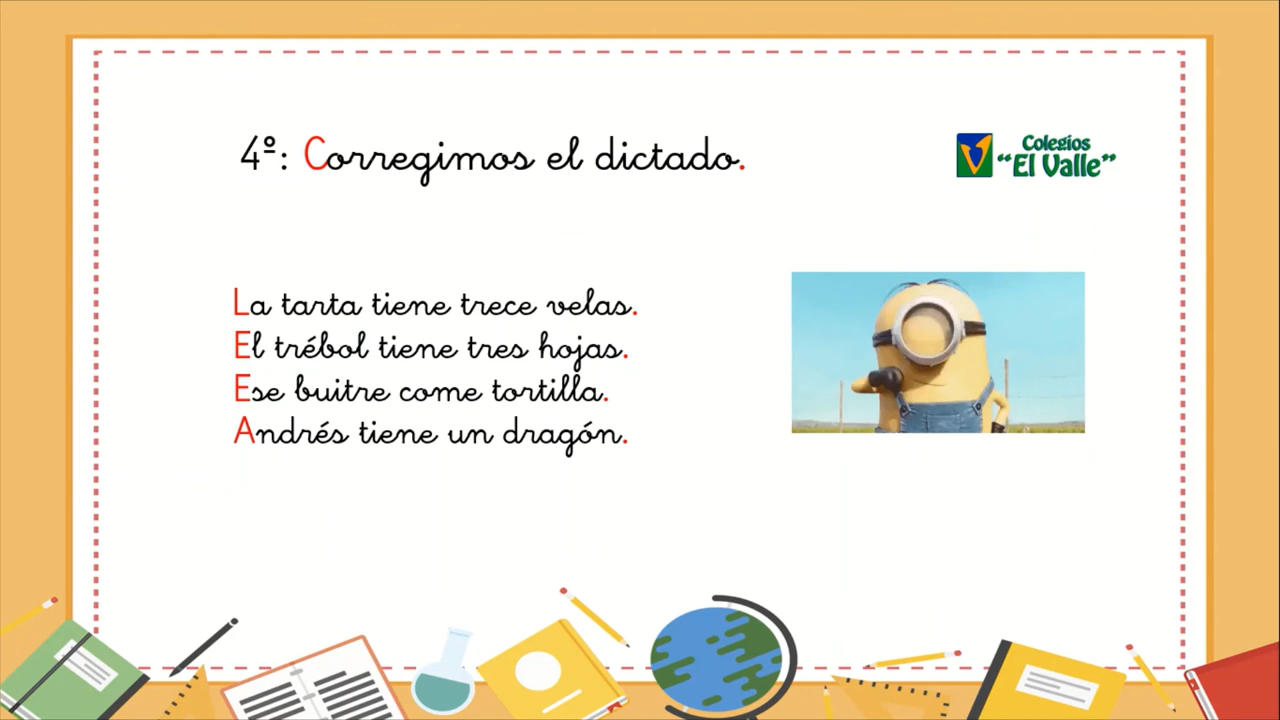 4º: Corregimos el dictado.
Colegios
“El Valle”
La tarta tiene trece velas.
El trébol tiene tres hojas.
Ese buitre come tortilla.
Andrés tiene un dragón.